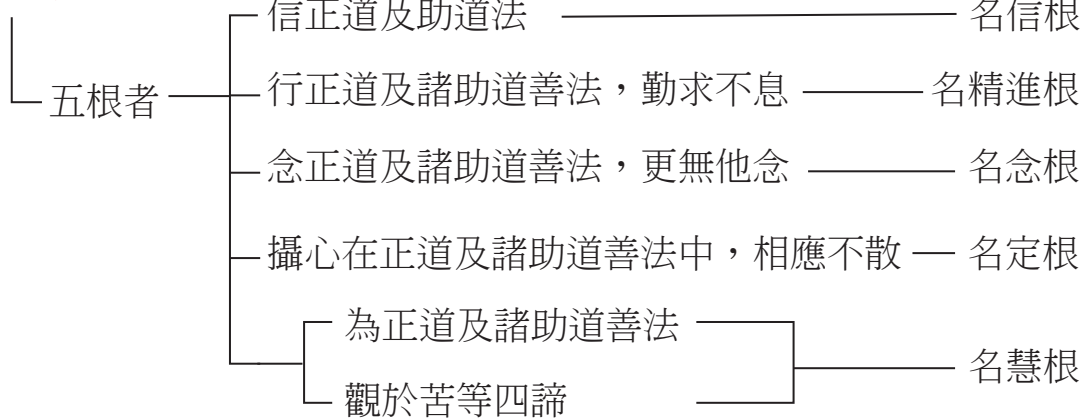 信正道及助道法 名信根
五根者 行正道及諸助道善法，勤求不息 名精進根
念正道及諸助道善法，更無他念 名念根
攝心在正道及諸助道善法中，相應不散 名定根
為正道及諸助道善法
名慧根
觀於苦等四諦